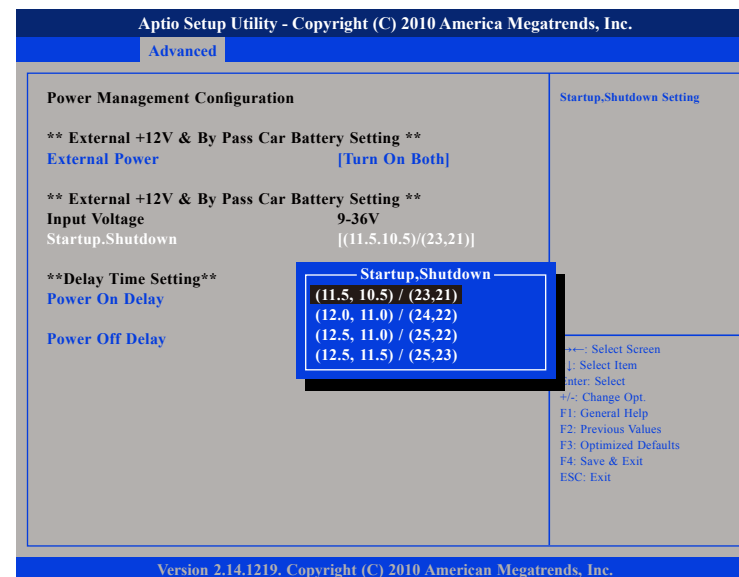 Aptio Setup Utility - Copyright (C) 2010 America Megatrends, Inc.
Advanced
Power Management Configuration
** External +12V & By Pass Car Battery Setting **
External Power [Turn On Both]
** External +12V & By Pass Car Battery Setting **
Input Voltage 9-36V
Startup.Shutdown [(11.5.10.5)/(23,21)]
**Delay Time Setting**
Power On Delay
Power Off Delay
Startup,Shutdown
(11.5, 10.5) / (23,21)
(12.0, 11.0) / (24,22)
(12.5, 11.0) / (25,22)
(12.5, 11.5) / (25,23)
Startup,Shutdown Setting
→←: Select Screen
↓: Select Item
Enter: Select
+/-: Change Opt.
F1: General Help
F2: Previous Values
F3: Optimized Defaults
F4: Save & Exit
ESC: Exit
Version 2.14.1219. Copyright (C) 2010 American Megatrends, Inc.